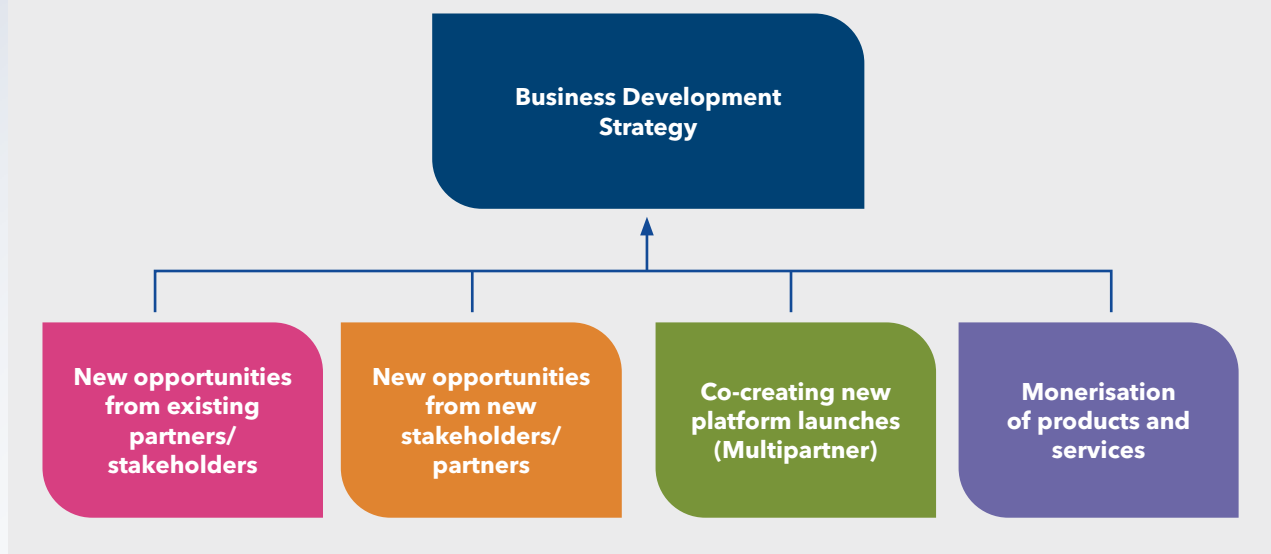 Business Development
Strategy
New opportunities
from existing
partners/
stakeholders
New opportunities
from new
stakeholders/
partners
Co-creating new
platform launches
(Multipartner)
Monerisation
of products and
services